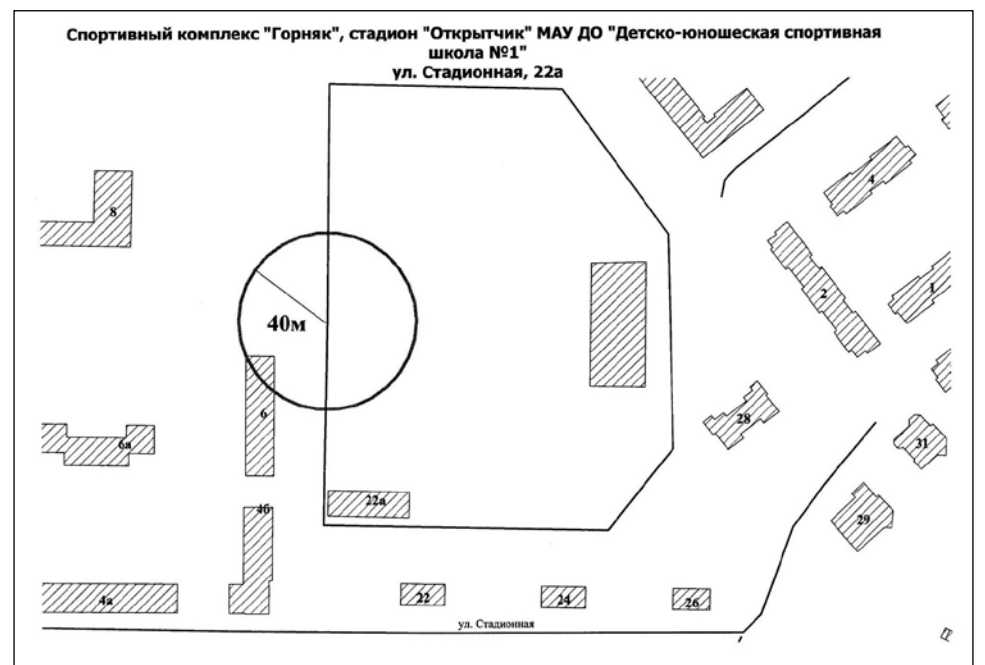 Спортивный комплекс "Горняк", стадион "Открытчик" МАУ ДО "Детско-юношеская спортивная
школа №1"
ул. Стадионная, 22а
4
8
2
1
40м
6
28
6а
31
22а
4б
29
4а
22
24
26
ул. Стадионная